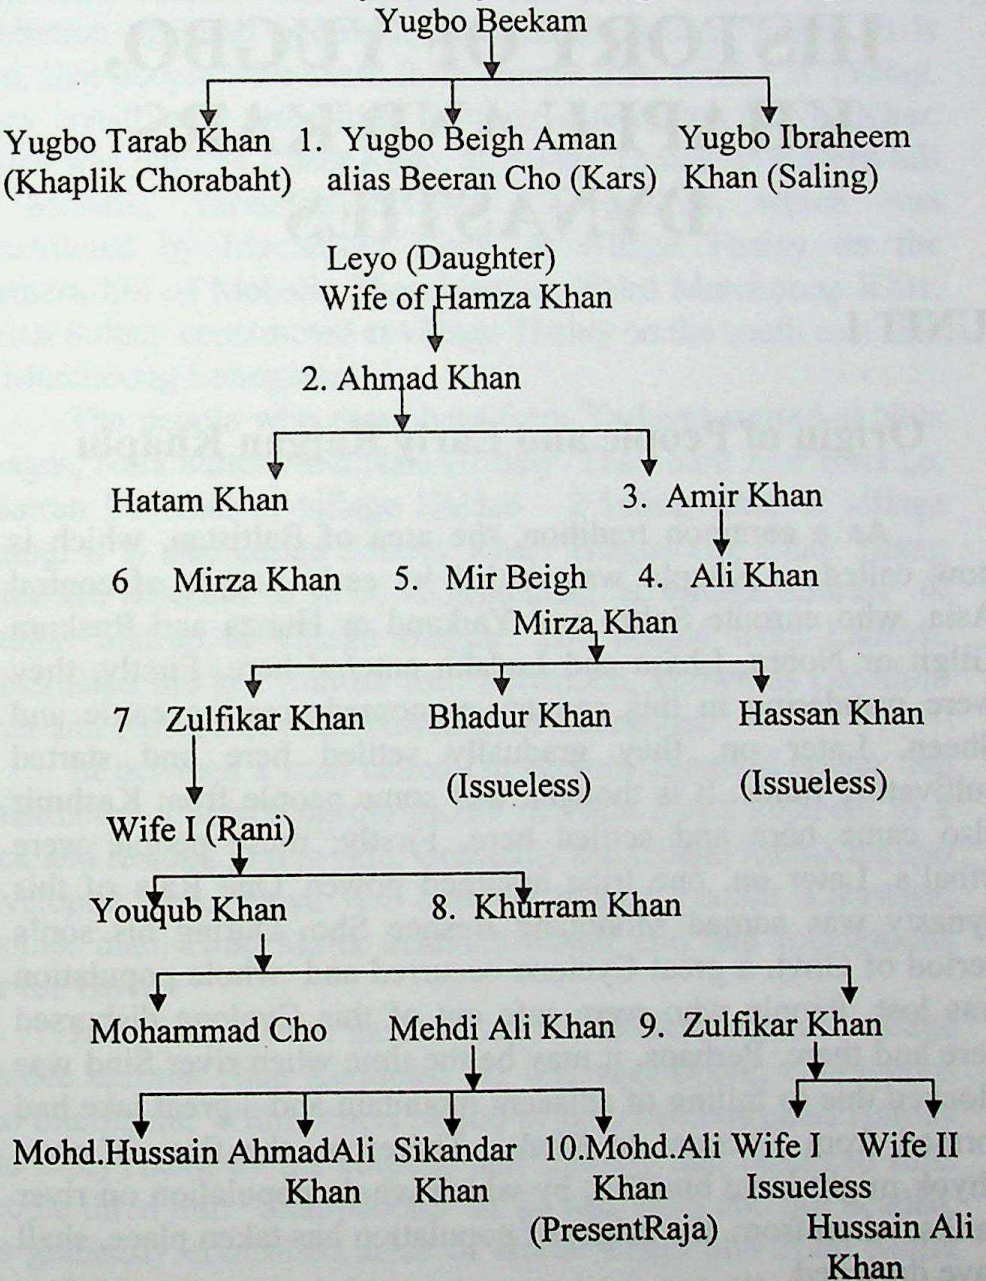 Yugbo Beekam
Yugbo Tarab Khan 1. Yugbo Beigh Aman Yugbo Ibraheem
(Khaplik Chorabaht) alias Beeran Cho (Kars) Khan (Saling)
Leyo (Daughter)
Wife of Hamza Khan
2. Ahmad Khan
Hatam Khan 3. Amir Khan
6 Mirza Khan 5. Mir Beigh 4. Ali Khan
Mirza Khan
7 Zulfikar Khan Bhadur Khan Hassan Khan
(Issueless) (Issueless)
Wife I (Rani)
Youqub Khan 8. Khurram Khan
Mohammad Cho Mehdi Ali Khan 9. Zulfikar Khan
Mohd.Hussain AhmadAli Sikandar 10.Mohd.Ali Wife I Wife II
Khan Khan Khan Issueless
(PresentRaja) Hussain Ali
Khan